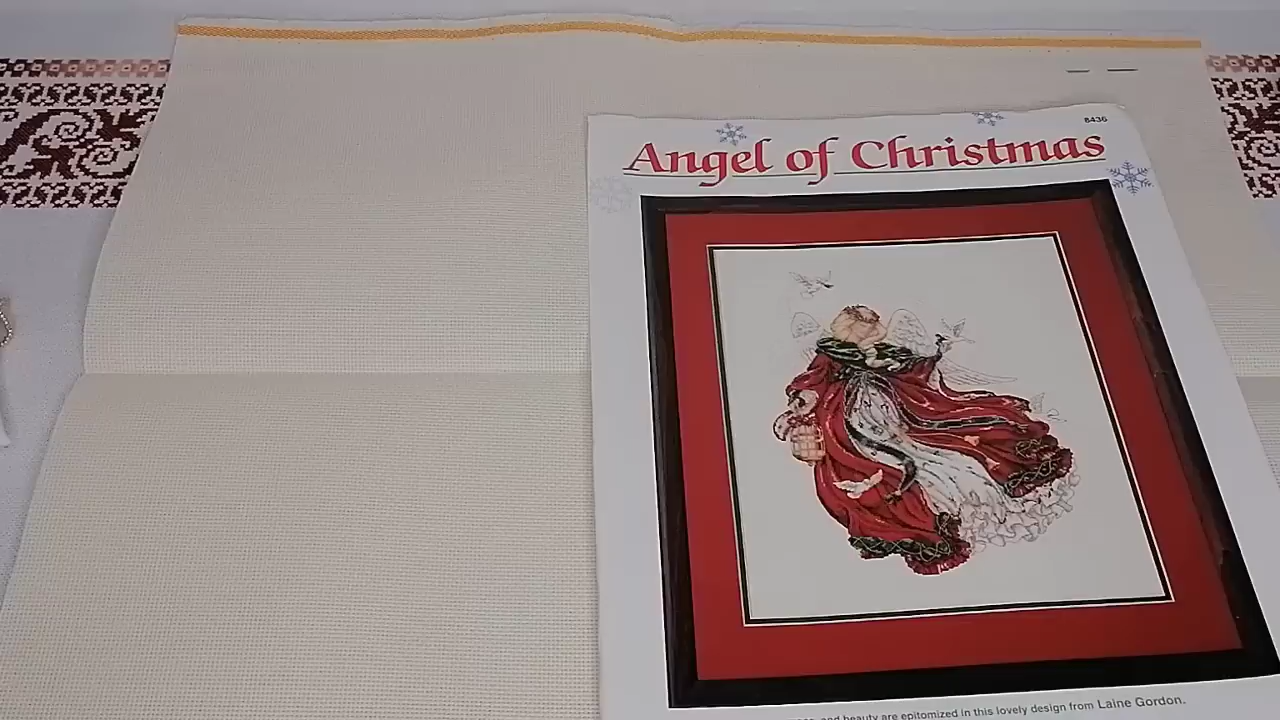 8436
Angel of Christmas
and beauty are epitomized in this lovely design from Laine Gordon.